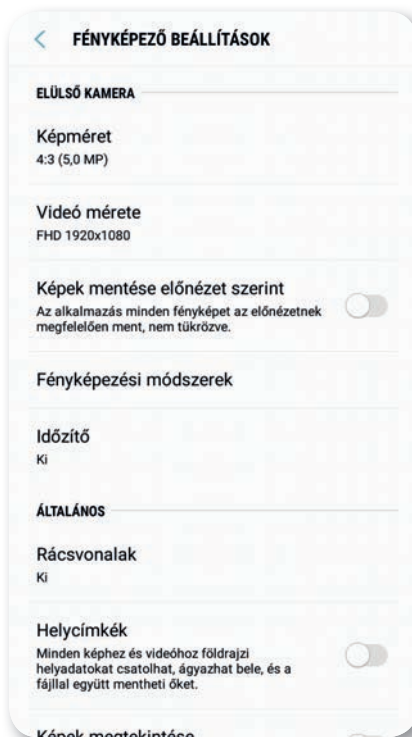 FÉNYKÉPEZŐ BEÁLLÍTÁSOK
ELÜLSŐ KAMERA
Képméret
4:3 (5,0 MP)
Videó mérete
FHD 1920x1080
Képek mentése előnézet szerint
Az alkalmazás minden fényképet az előnézetnek
megfelelően ment, nem tükrözve.
Fényképezési módszerek
Időzítő
Ki
ÁLTALÁNOS
Rácsvonalak
Ki
Helycímkék
Minden képhez és videóhoz földrajzi
helyadatokat csatolhat, ágyazhat bele, és a
fájllal együtt mentheti őket.
Képek megtekintése